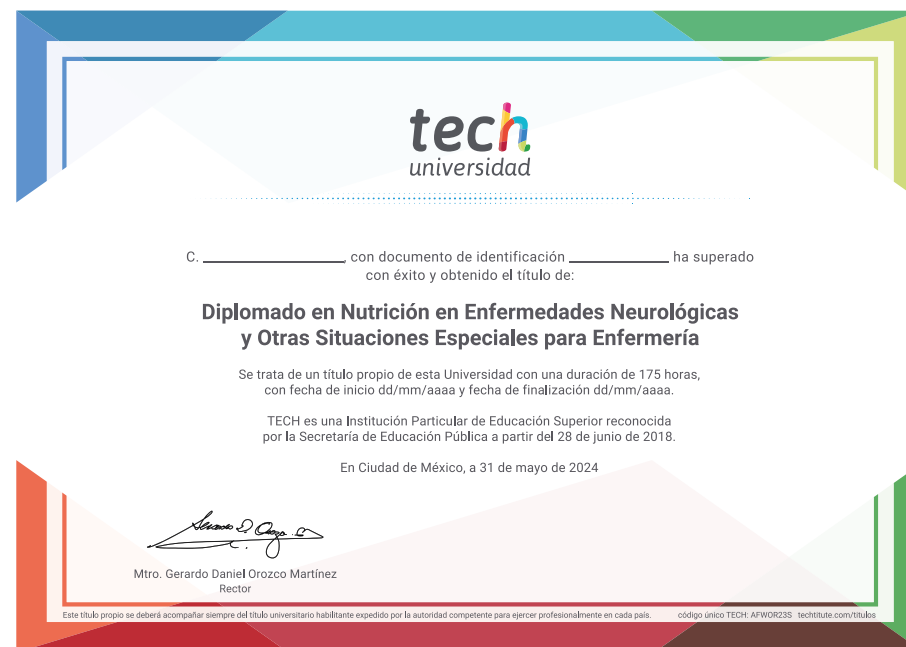 tech
universidad
C. ____________, con documento de identificación ____________ ha superado
con éxito y obtenido el título de:
Diplomado en Nutrición en Enfermedades Neurológicas
y Otras Situaciones Especiales para Enfermería
Se trata de un título propio de esta Universidad con una duración de 175 horas,
con fecha de inicio dd/mm/aaaa y fecha de finalización dd/mm/aaaa.
TECH es una Institución Particular de Educación Superior reconocida
por la Secretaría de Educación Pública a partir del 28 de junio de 2018.
En Ciudad de México, a 31 de mayo de 2024
Mtro. Gerardo Daniel Orozco Martínez
Rector
Este título propio se deberá acompañar siempre del título universitario habilitante expedido por la autoridad competente para ejercer profesionalmente en cada país. código único TECH: AFWOR23S techtitute.com/titulos